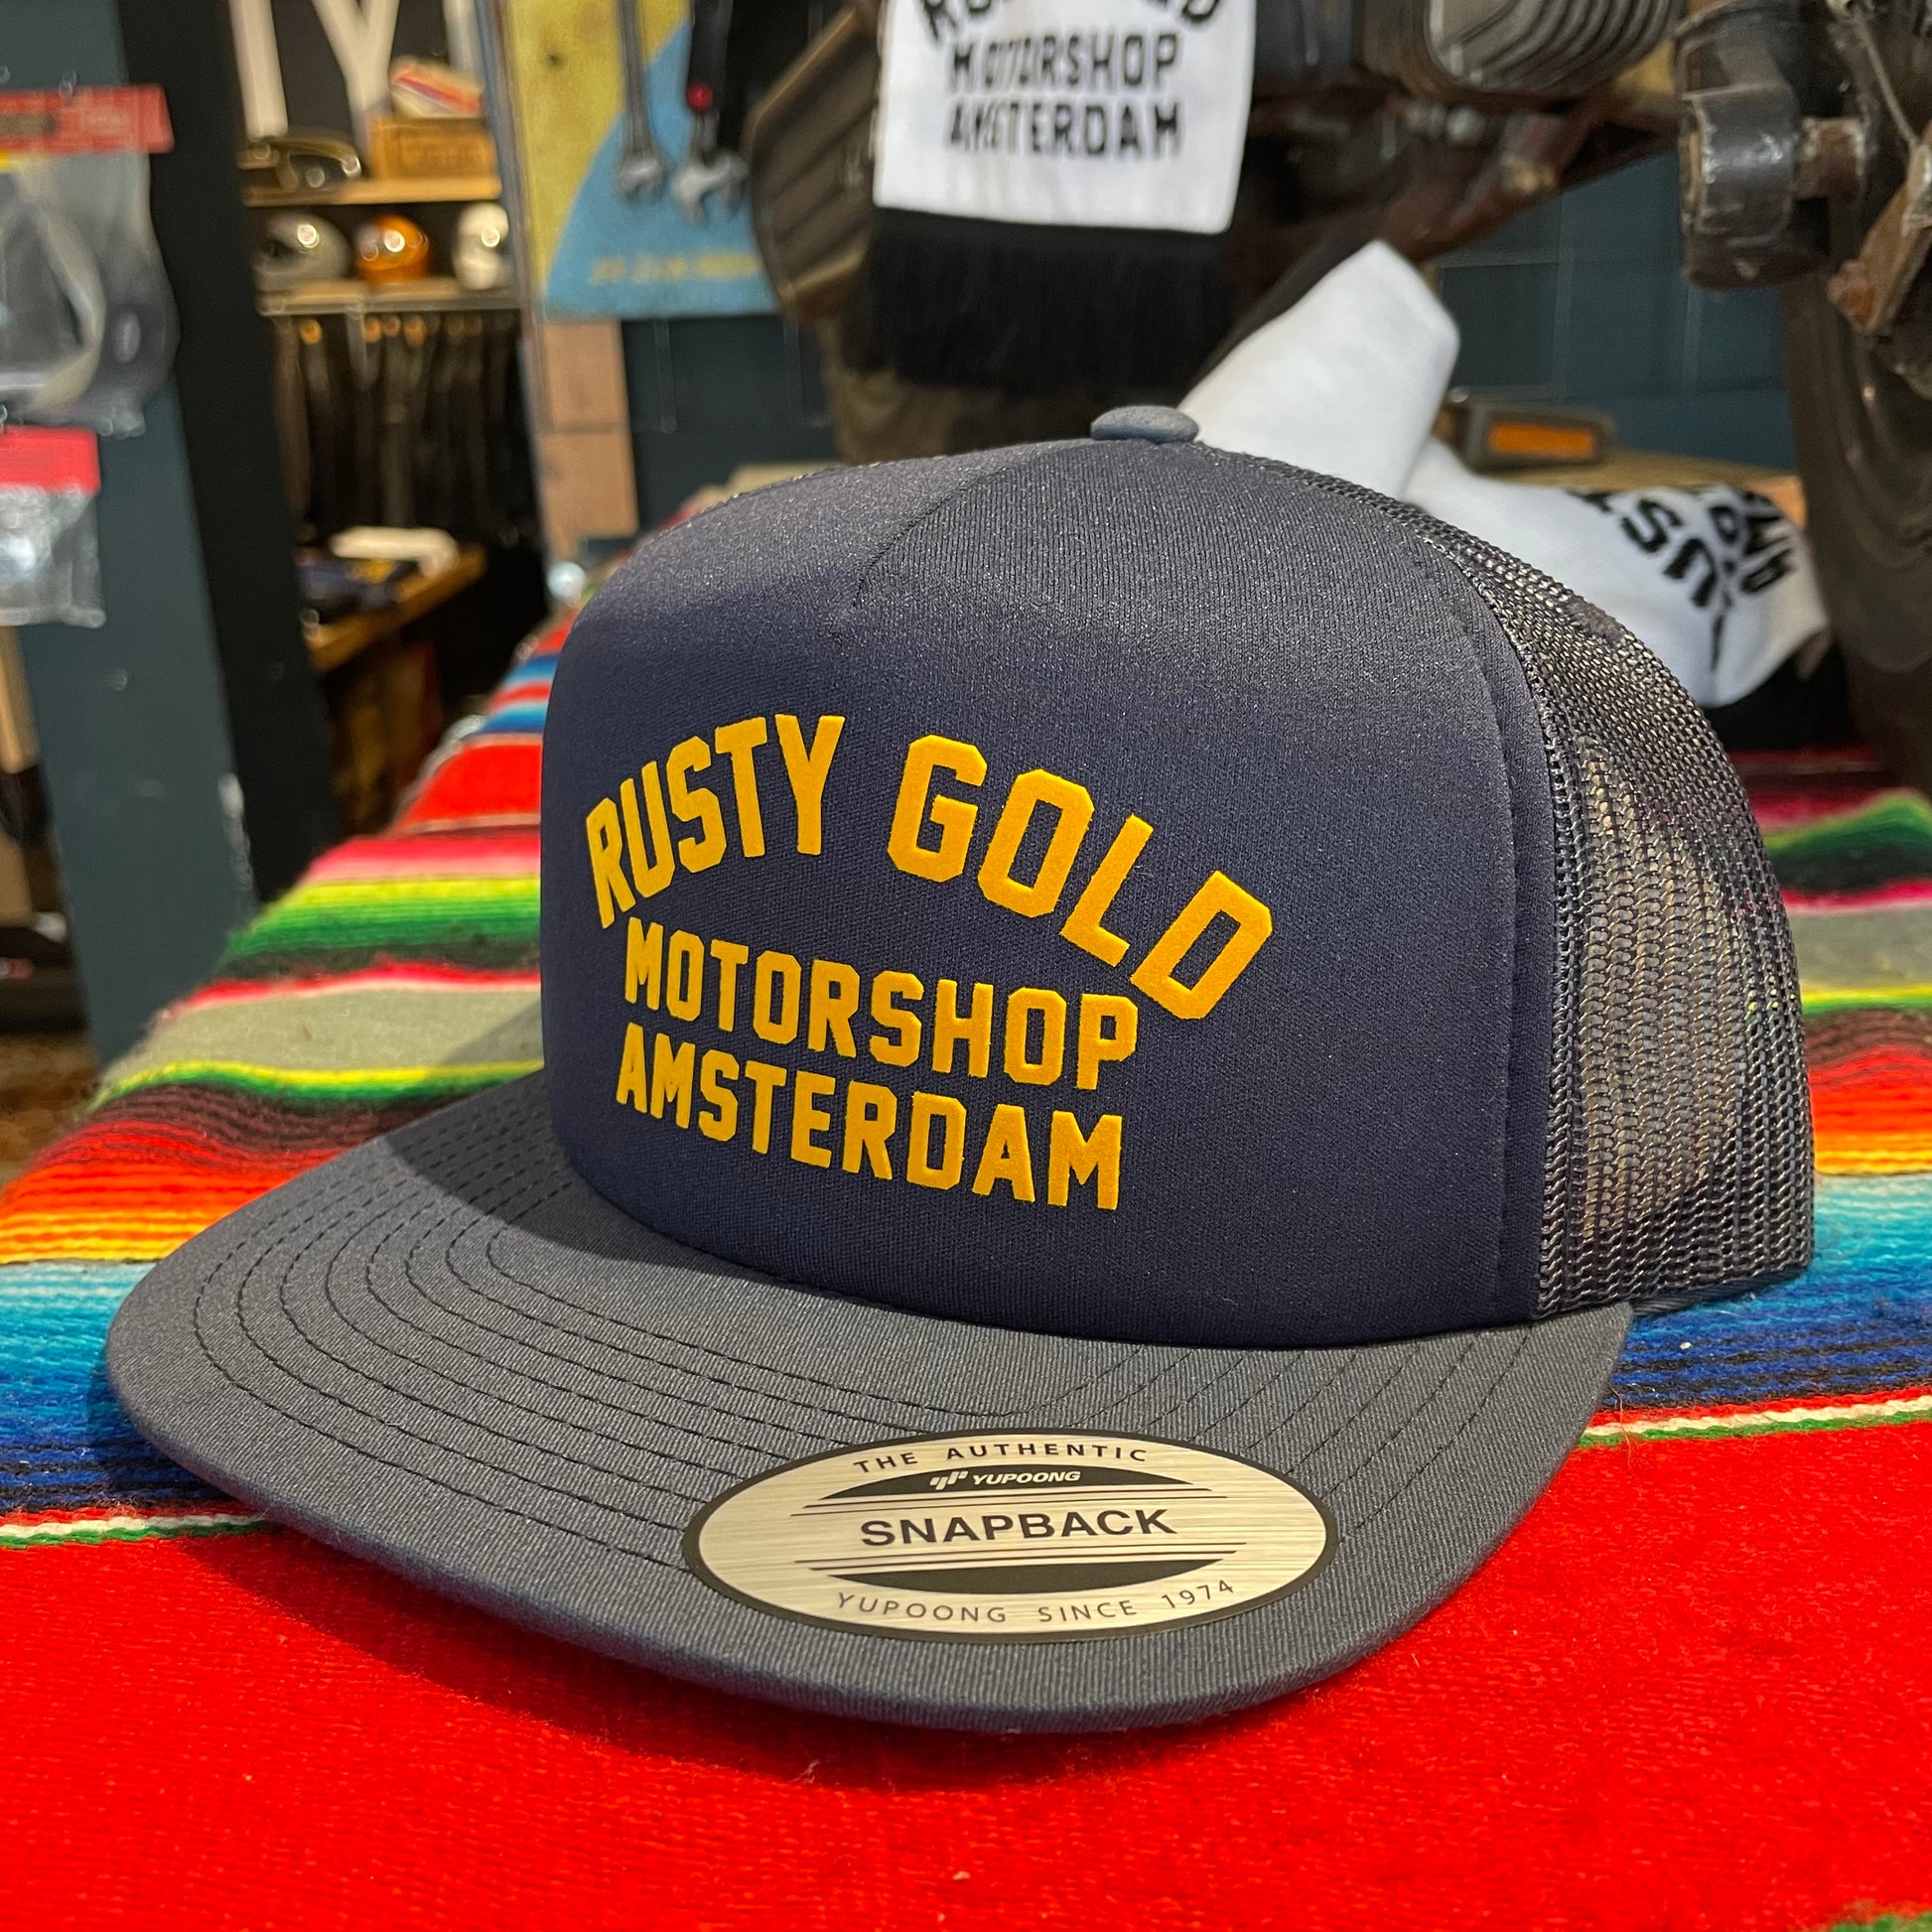 MOTORSHOP
AMSTERDAM
RUSTY GOLD
MOTORSHOP
AMSTERDAM
THE AUTHENTIC
YUPOONG
SNAPBACK
YUPOONG SINCE 1974